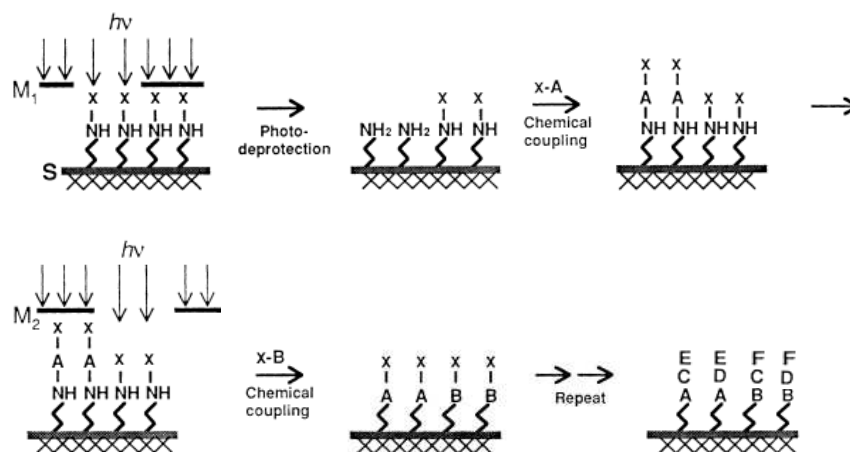 hν
M1
x x x x
NH NH NH NH
S
Photo-
deprotection
x x
NH2 NH2 NH NH
x-A
Chemical
coupling
x x
A A x x
NH NH NH NH
hν
M2
x x
A A x x
NH NH NH NH
x-B
Chemical
coupling
x x x x
A A B B
Repeat
E E F F
C D C D
A A B B